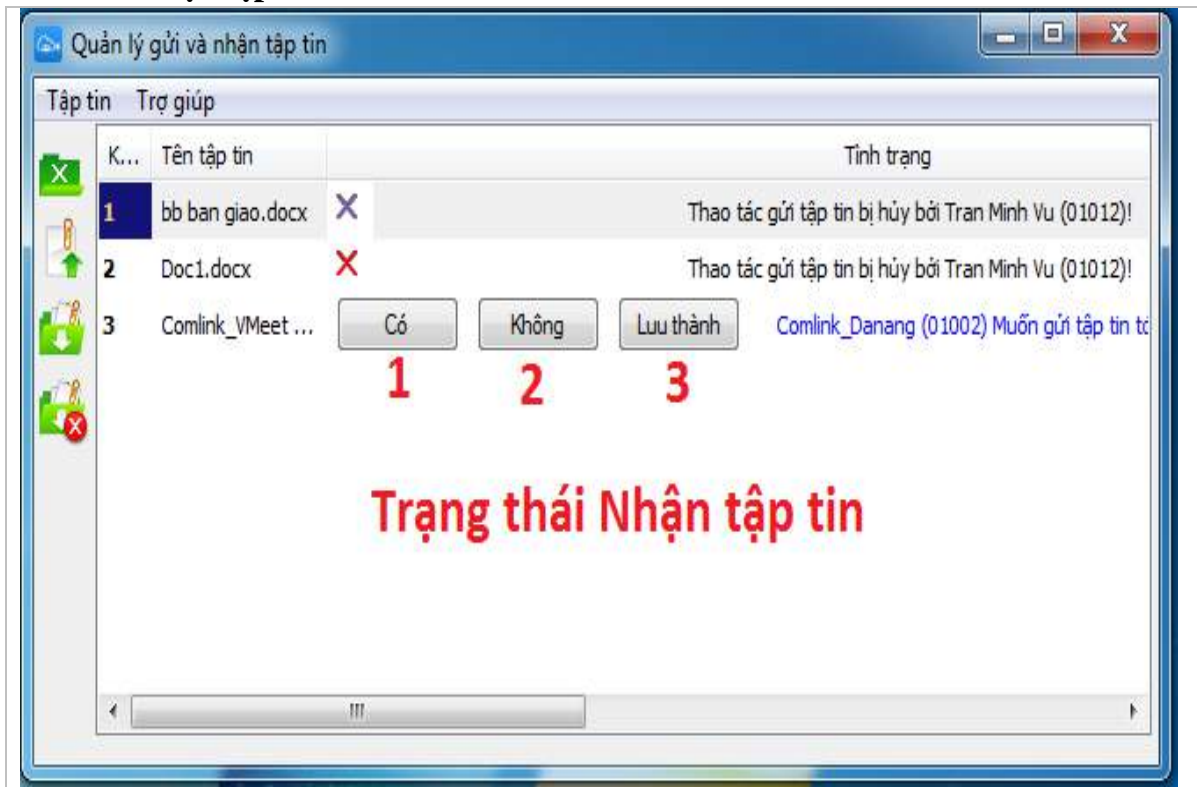 Quản lý gửi và nhận tập tin
X
Tập tin Trợ giúp
K... Tên tập tin Tình trạng
1 bb ban giao.docx Thao tác gửi tập tin bị hủy bởi Tran Minh Vu (01012)!
2 Doc1.docx Thao tác gửi tập tin bị hủy bởi Tran Minh Vu (01012)!
3 Comlink_VMeet ... Có Không Luu thành Comlink_Danang (01002) Muốn gửi tập tin tớ
1 2 3
Trạng thái Nhận tập tin